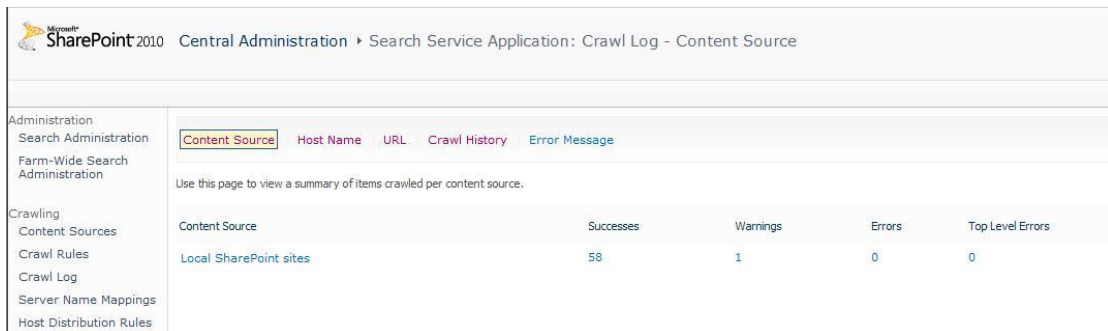 Microsoft®
SharePoint 2010 Central Administration ▸ Search Service Application: Crawl Log - Content Source
Administration
Search Administration
Farm-Wide Search
Administration
Crawling
Content Sources
Crawl Rules
Crawl Log
Server Name Mappings
Host Distribution Rules
Content Source Host Name URL Crawl History Error Message
Use this page to view a summary of items crawled per content source.
Content Source Successes Warnings Errors Top Level Errors
Local SharePoint sites 58 1 0 0